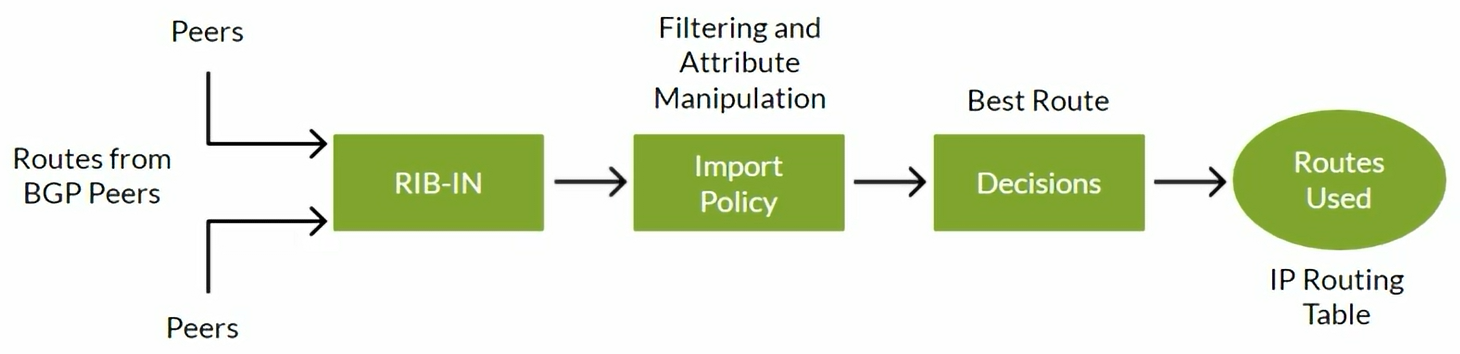 Peers
Routes from
BGP Peers
Peers
RIB-IN
Filtering and
Attribute
Manipulation
Import
Policy
Best Route
Decisions
Routes
Used
IP Routing
Table